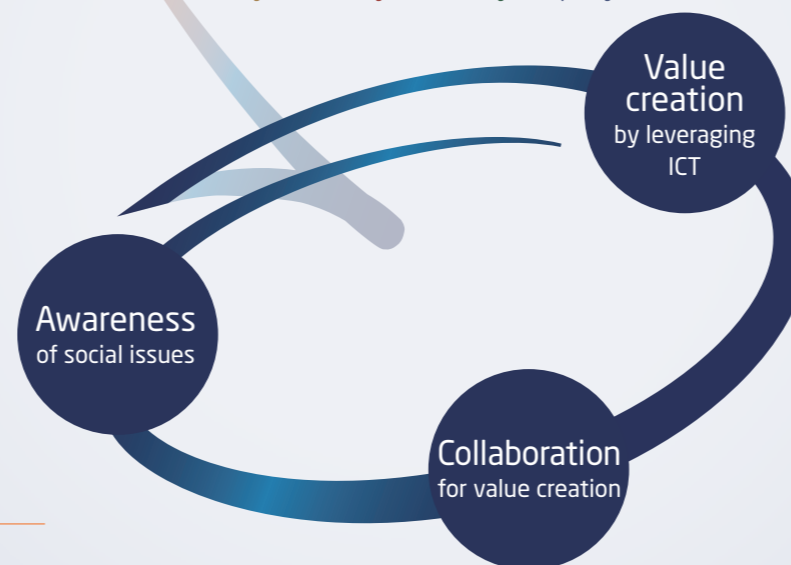 Value
creation
by leveraging
ICT
Awareness
of social issues
Collaboration
for value creation